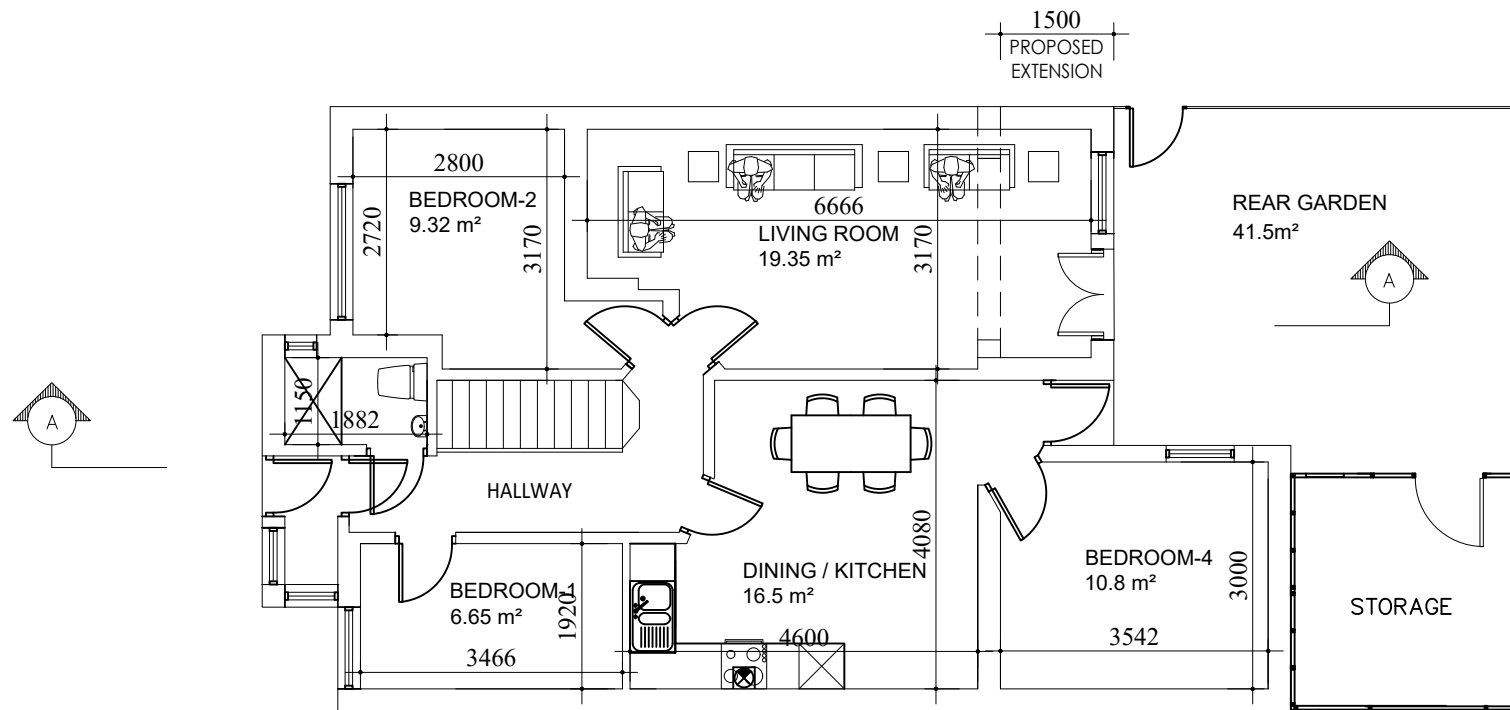 1500
PROPOSED
EXTENSION
2800
BEDROOM-2
9.32 m²
2720
3170
6666
LIVING ROOM
19.35 m²
3170
REAR GARDEN
41.5m²
A
A
1150
1882
HALLWAY
BEDROOM-1
6.65 m²
1920
3466
DINING / KITCHEN
16.5 m²
4080
4600
BEDROOM-4
10.8 m²
3000
3542
STORAGE